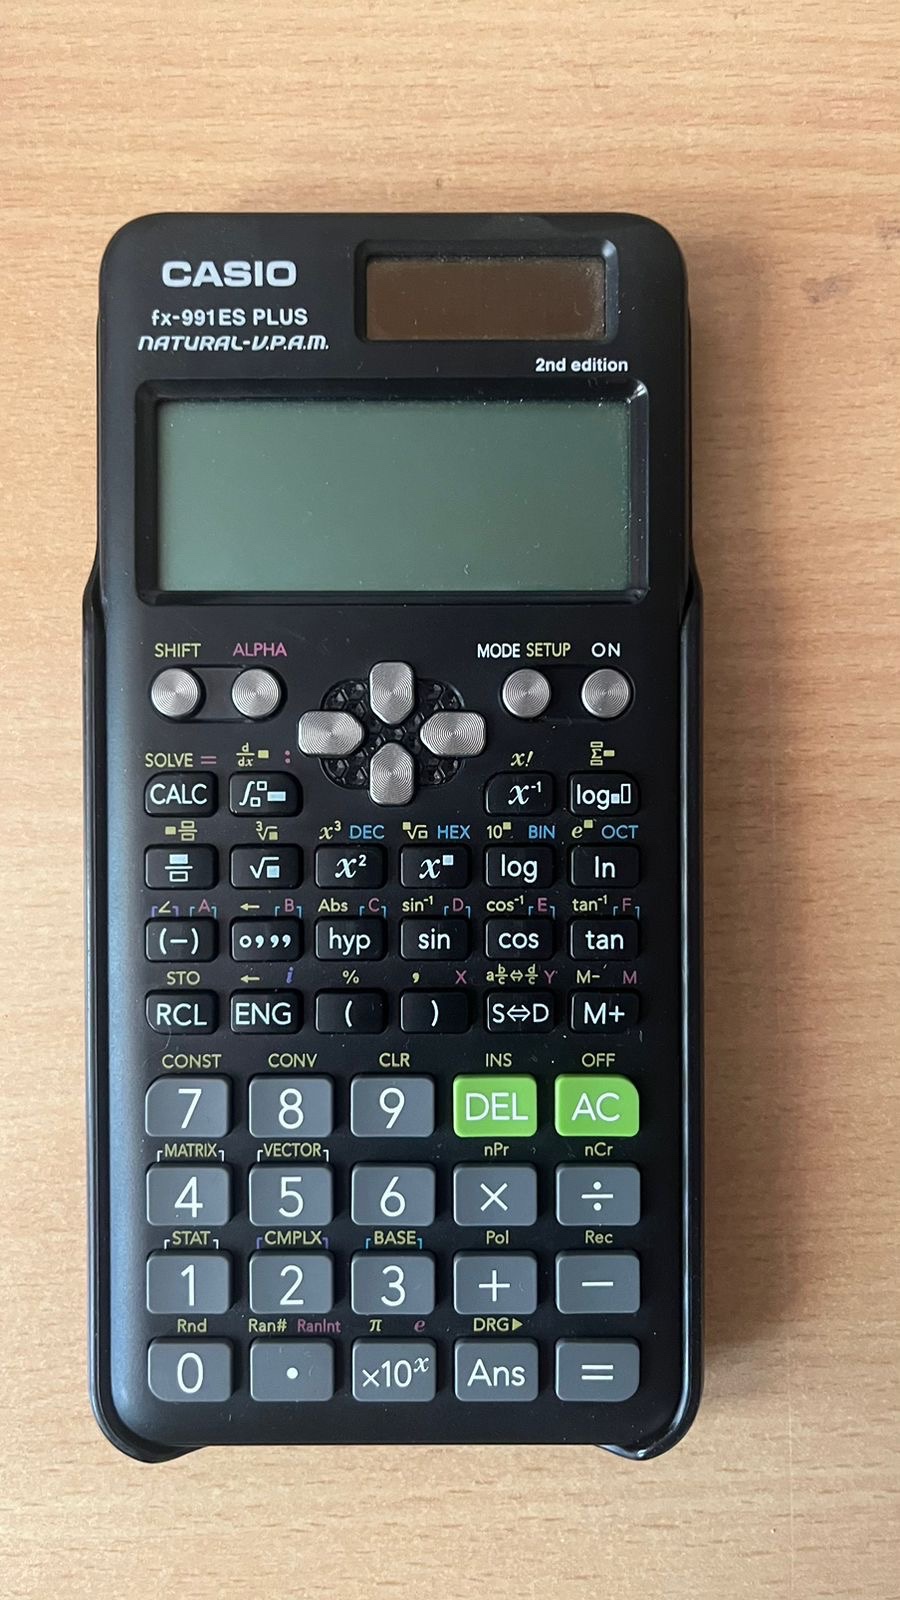 CASIO
fx-991ES PLUS
NATURAL-V.P.A.M.
2nd edition
SHIFT ALPHA MODE SETUP ON
SOLVE = d/dx■ : x! Σ■
CALC ∫■ x⁻¹ log■□
■■/□ ³√■ x³ DEC ■√□ HEX 10■ BIN e■ OCT
■/□ √■ x² x■ log ln
∠ A ← B Abs C sin⁻¹ D cos⁻¹ E tan⁻¹ F
(−) °,,, hyp sin cos tan
STO ← i % , X a b/c⇔d/c Y M− M
RCL ENG ( ) S⇔D M+
CONST CONV CLR INS OFF
7 8 9 DEL AC
MATRIX VECTOR nPr nCr
4 5 6 × ÷
STAT CMPLX BASE Pol Rec
1 2 3 + −
Rnd Ran# RanInt π e DRG▶
0 . ×10ˣ Ans =